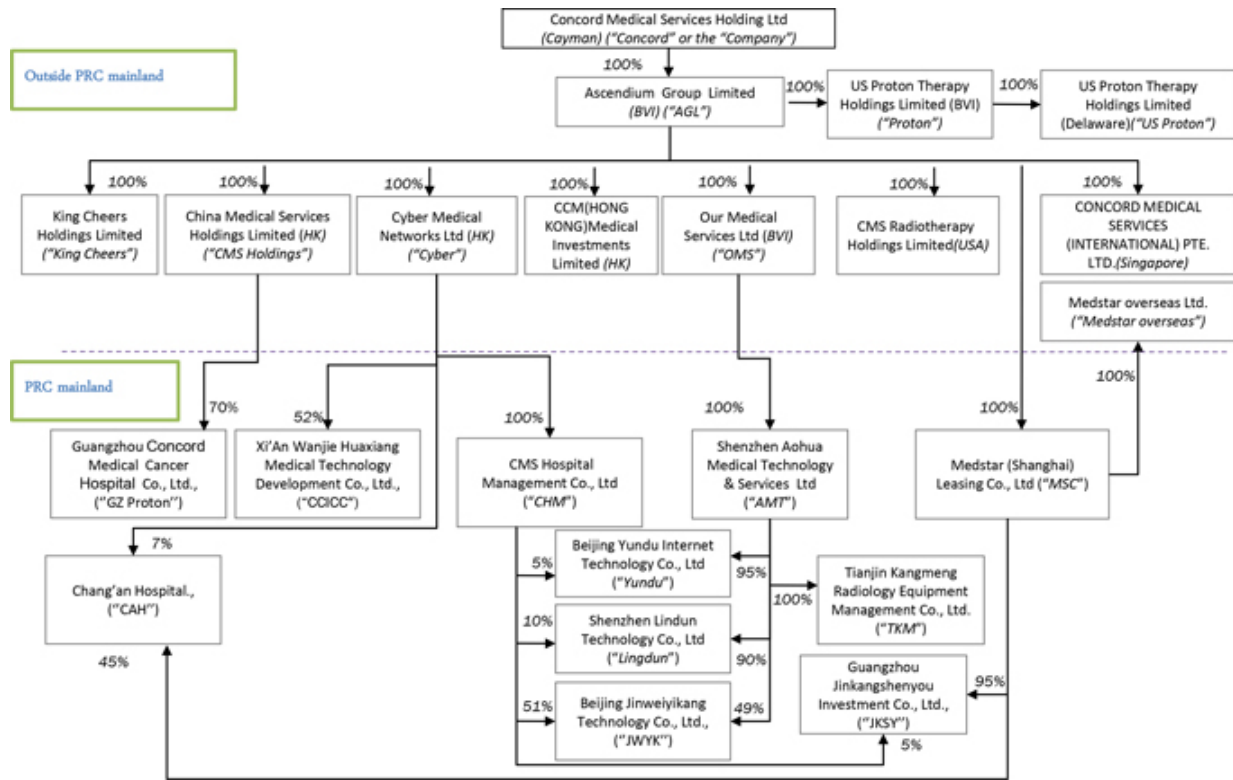 Concord Medical Services Holding Ltd
(Cayman) ("Concord" or the "Company")
Outside PRC mainland
100%
Ascendium Group Limited
(BVI) ("AGL")
100%
US Proton Therapy
Holdings Limited (BVI)
("Proton")
100%
US Proton Therapy
Holdings Limited
(Delaware)("US Proton")
100%
100%
100%
100%
100%
100%
100%
100%
King Cheers
Holdings Limited
("King Cheers")
China Medical Services
Holdings Limited (HK)
("CMS Holdings")
Cyber Medical
Networks Ltd (HK)
("Cyber")
CCM(HONG
KONG)Medical
Investments
Limited (HK)
Our Medical
Services Ltd (BVI)
("OMS")
CMS Radiotherapy
Holdings Limited(USA)
CONCORD MEDICAL
SERVICES
(INTERNATIONAL) PTE.
LTD.(Singapore)
Medstar overseas Ltd.
("Medstar overseas")
PRC mainland
100%
70%
52%
100%
100%
100%
Guangzhou Concord
Medical Cancer
Hospital Co., Ltd.,
("GZ Proton")
Xi'An Wanjie Huaxiang
Medical Technology
Development Co., Ltd.,
("CCICC")
CMS Hospital
Management Co., Ltd
("CHM")
Shenzhen Aohua
Medical Technology
& Services Ltd
("AMT")
Medstar (Shanghai)
Leasing Co., Ltd ("MSC")
7%
Chang'an Hospital.,
("CAH")
45%
5%
Beijing Yundu Internet
Technology Co., Ltd
("Yundu")
95%
100%
Tianjin Kangmeng
Radiology Equipment
Management Co., Ltd.
("TKM")
10%
Shenzhen Lindun
Technology Co., Ltd
("Lingdun")
90%
51%
Beijing Jinweiyikang
Technology Co., Ltd.,
("JWYK")
49%
Guangzhou
Jinkangshenyou
Investment Co., Ltd.,
("JKSY")
95%
5%